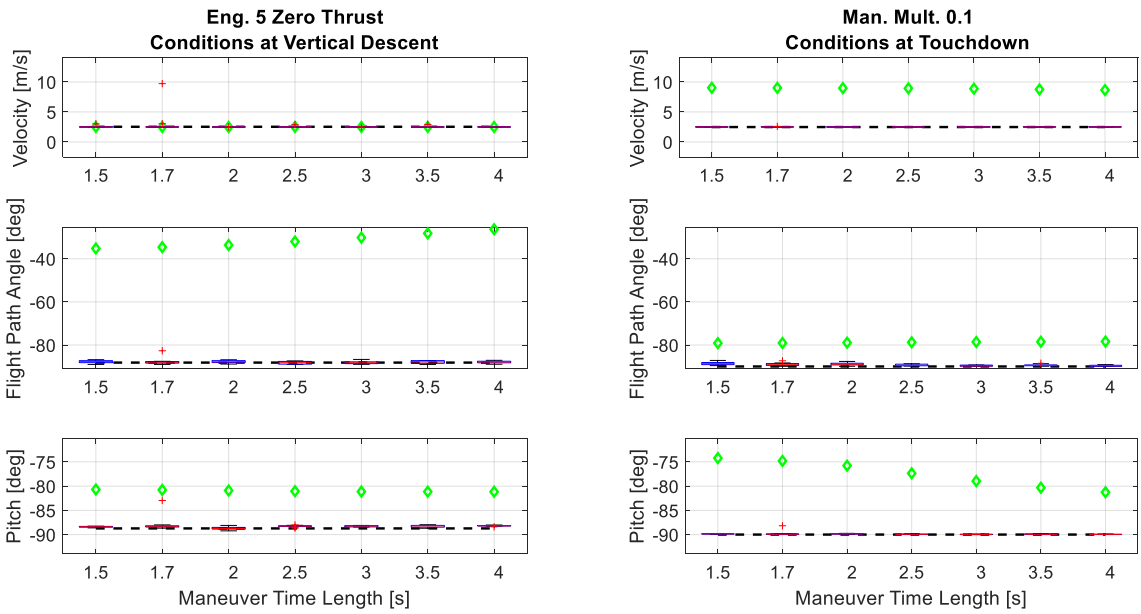 Eng. 5 Zero Thrust
Conditions at Vertical Descent
Velocity [m/s]
10
5
0
1.5 1.7 2 2.5 3 3.5 4
Flight Path Angle [deg]
-40
-60
-80
1.5 1.7 2 2.5 3 3.5 4
Pitch [deg]
-75
-80
-85
-90
1.5 1.7 2 2.5 3 3.5 4
Maneuver Time Length [s]
Man. Mult. 0.1
Conditions at Touchdown
Velocity [m/s]
10
5
0
1.5 1.7 2 2.5 3 3.5 4
Flight Path Angle [deg]
-40
-60
-80
1.5 1.7 2 2.5 3 3.5 4
Pitch [deg]
-75
-80
-85
-90
1.5 1.7 2 2.5 3 3.5 4
Maneuver Time Length [s]